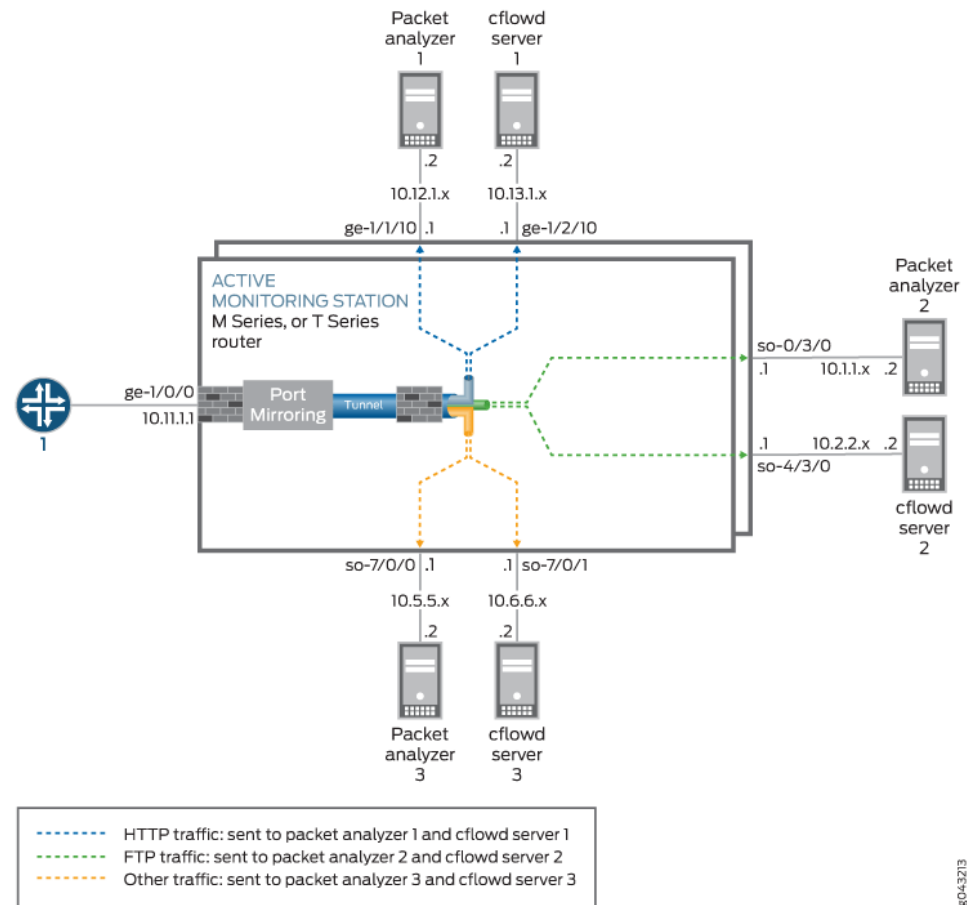 Packet
analyzer
1
cflowd
server
1
.2
.2
10.12.1.x
10.13.1.x
ge-1/1/10 .1
.1 ge-1/2/10
ACTIVE
MONITORING STATION
M Series, or T Series
router
Packet
analyzer
2
so-0/3/0
.1
10.1.1.x
.2
ge-1/0/0
10.11.1.1
1
Port
Mirroring
Tunnel
.1
10.2.2.x
.2
so-4/3/0
cflowd
server
2
so-7/0/0 .1
.1 so-7/0/1
10.5.5.x
10.6.6.x
.2
.2
Packet
analyzer
3
cflowd
server
3
HTTP traffic: sent to packet analyzer 1 and cflowd server 1
FTP traffic: sent to packet analyzer 2 and cflowd server 2
Other traffic: sent to packet analyzer 3 and cflowd server 3
g043213